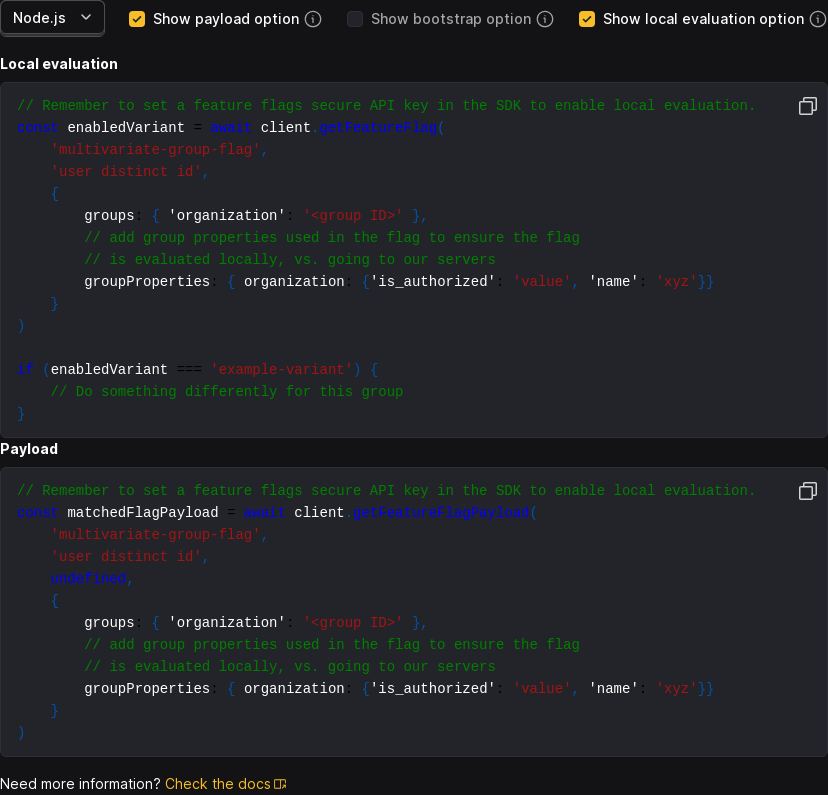 Node.js
Show payload option
Show bootstrap option
Show local evaluation option
Local evaluation
// Remember to set a feature flags secure API key in the SDK to enable local evaluation.
const enabledVariant = await client.getFeatureFlag(
    'multivariate-group-flag',
    'user distinct id',
    {
        groups: { 'organization': '<group ID>' },
        // add group properties used in the flag to ensure the flag
        // is evaluated locally, vs. going to our servers
        groupProperties: { organization: {'is_authorized': 'value', 'name': 'xyz'}}
    }
)

if (enabledVariant === 'example-variant') {
    // Do something differently for this group
}
Payload
// Remember to set a feature flags secure API key in the SDK to enable local evaluation.
const matchedFlagPayload = await client.getFeatureFlagPayload(
    'multivariate-group-flag',
    'user distinct id',
    undefined,
    {
        groups: { 'organization': '<group ID>' },
        // add group properties used in the flag to ensure the flag
        // is evaluated locally, vs. going to our servers
        groupProperties: { organization: {'is_authorized': 'value', 'name': 'xyz'}}
    }
)
Need more information? Check the docs